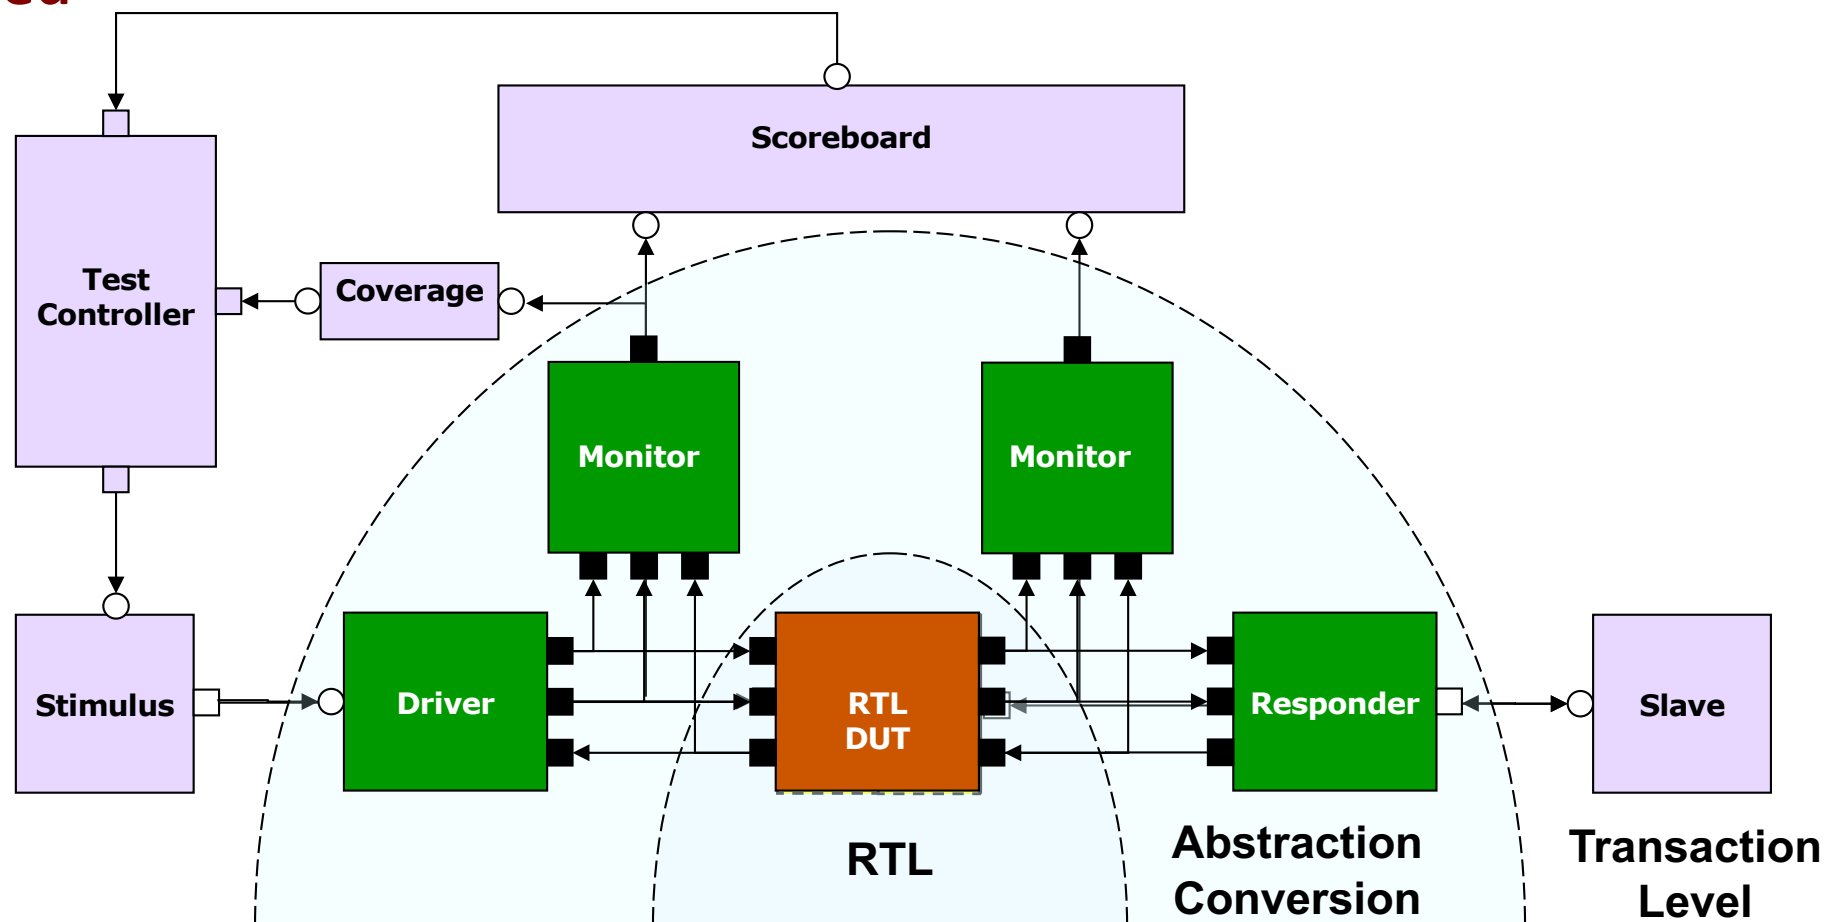 Scoreboard
Test
Controller
Coverage
Monitor
Monitor
Stimulus
Driver
RTL
DUT
Responder
Slave
RTL
Abstraction
Conversion
Transaction
Level